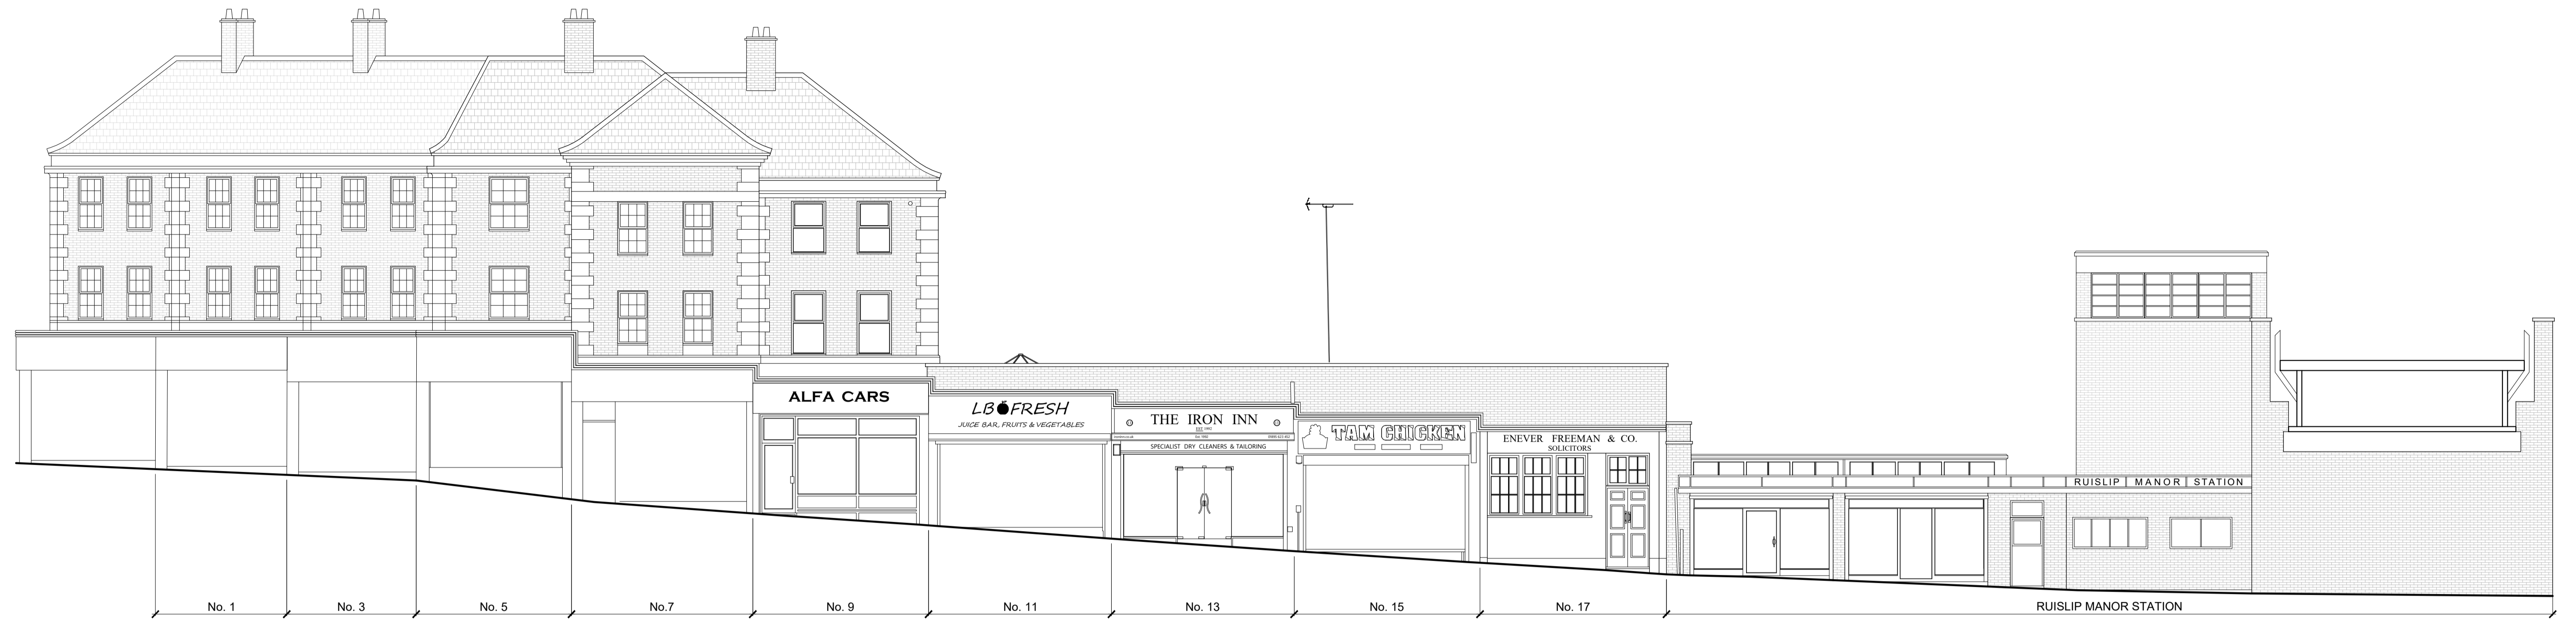 ALFA CARS
LB FRESH
JUICE BAR, FRUITS & VEGETABLES
THE IRON INN
EST. 1992
SPECIALIST DRY CLEANERS & TAILORING
TAM CHICKEN
ENEVER FREEMAN & CO.
SOLICITORS
RUISLIP MANOR STATION
No. 1
No. 3
No. 5
No.7
No. 9
No. 11
No. 13
No. 15
No. 17
RUISLIP MANOR STATION